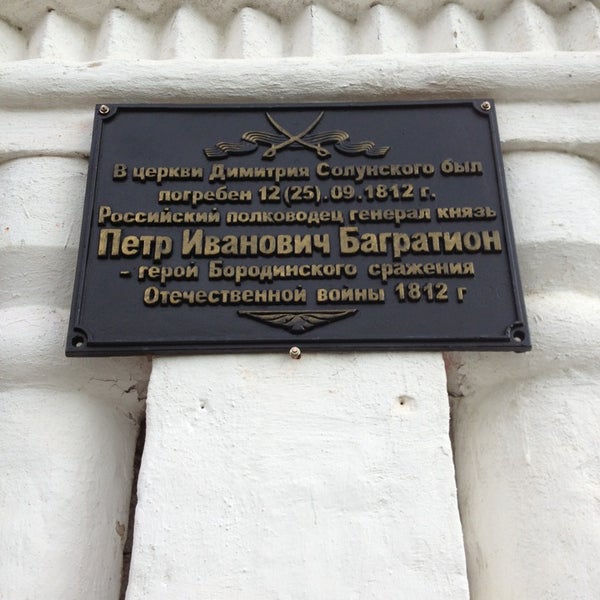 В церкви Димитрия Солунского был
погребен 12 (25). 09. 1812 г.
Российский полководец генерал князь
Петр Иванович Багратион
- герой Бородинского сражения
Отечественной войны 1812 г